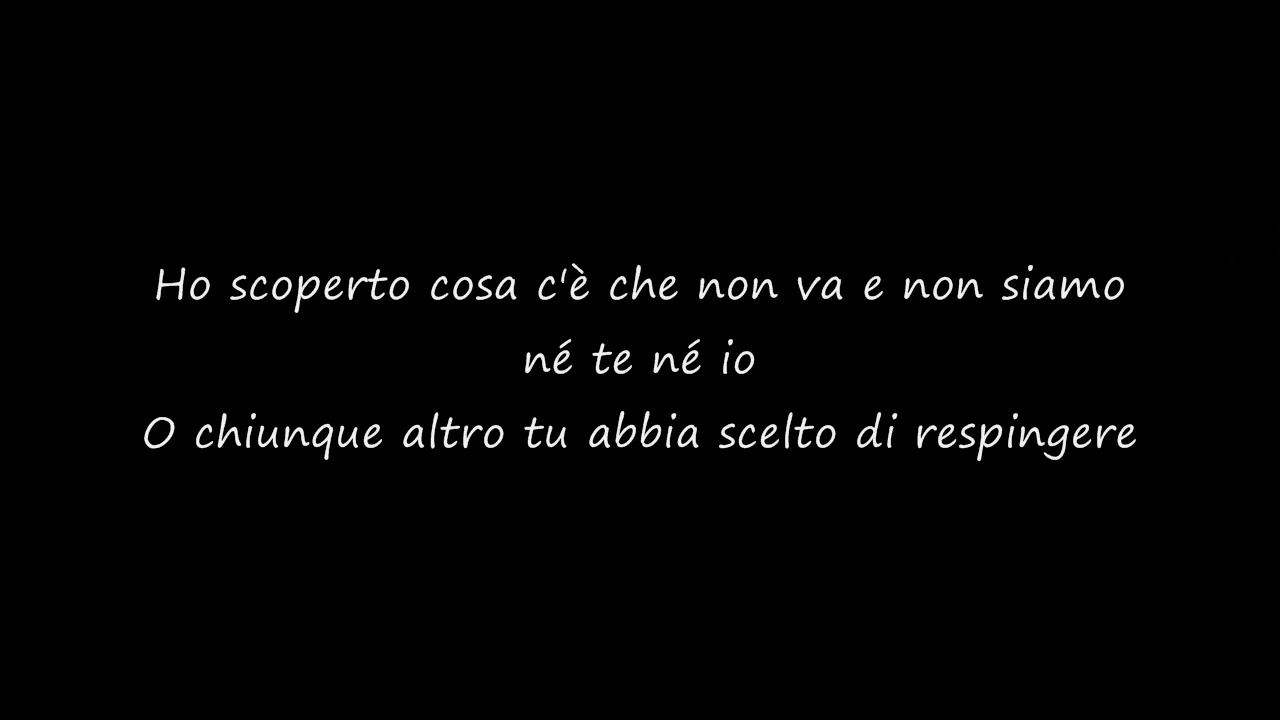 Ho scoperto cosa c'è che non va e non siamo
né te né io
O chiunque altro tu abbia scelto di respingere